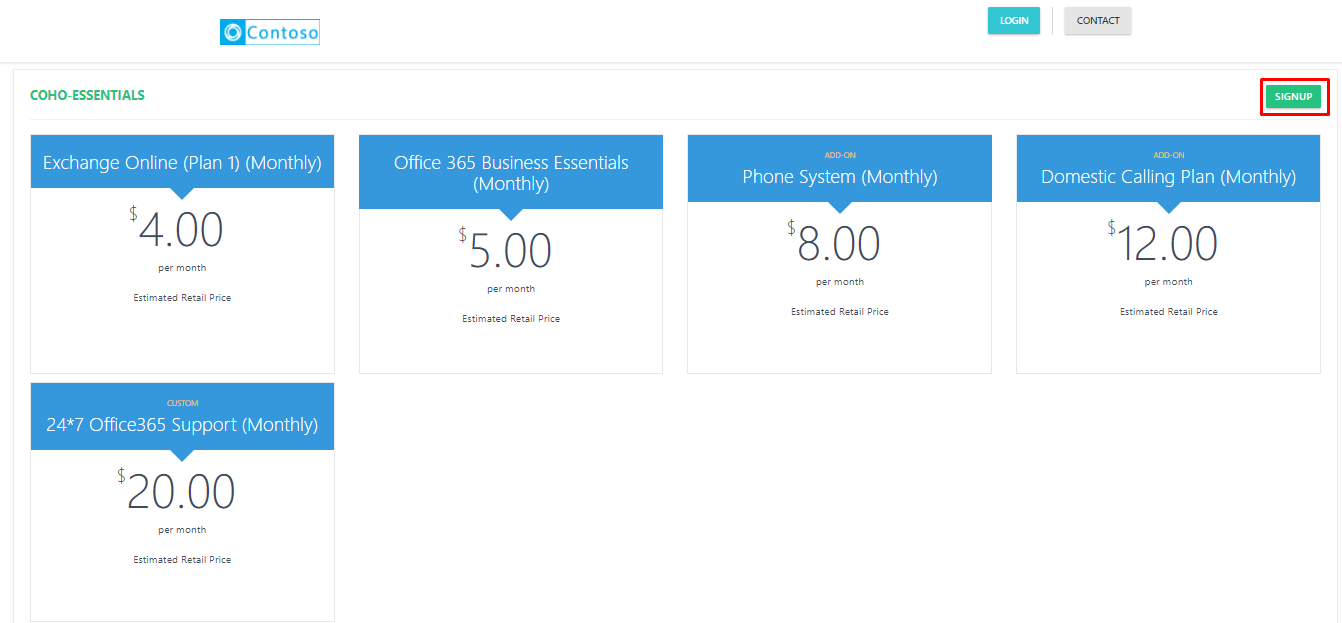 Contoso
LOGIN
CONTACT
COHO-ESSENTIALS
SIGNUP
Exchange Online (Plan 1) (Monthly)
$4.00
per month
Estimated Retail Price
Office 365 Business Essentials
(Monthly)
$5.00
per month
Estimated Retail Price
ADD-ON
Phone System (Monthly)
$8.00
per month
Estimated Retail Price
ADD-ON
Domestic Calling Plan (Monthly)
$12.00
per month
Estimated Retail Price
CUSTOM
24*7 Office365 Support (Monthly)
$20.00
per month
Estimated Retail Price